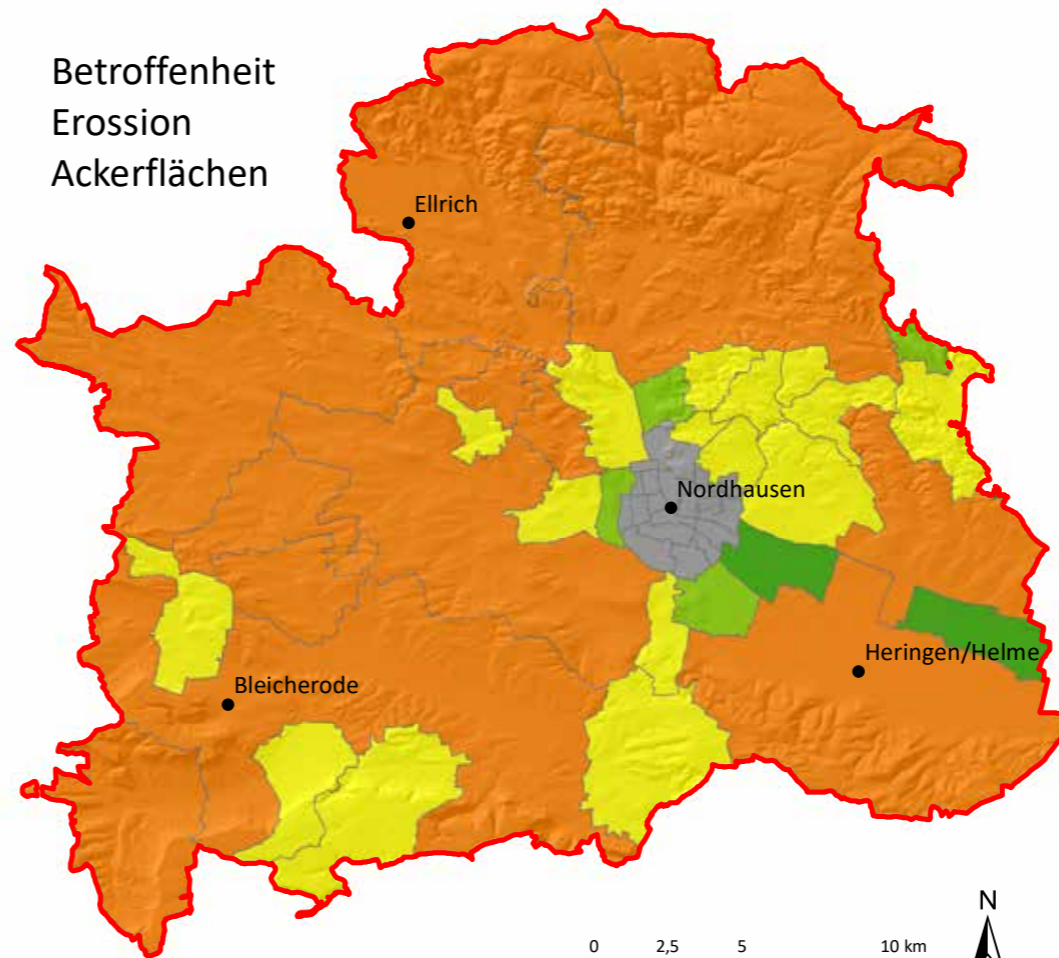 Betroffenheit
Erossion
Ackerflächen
Ellrich
Nordhausen
Heringen/Helme
Bleicherode
N
0 2,5 5 10 km